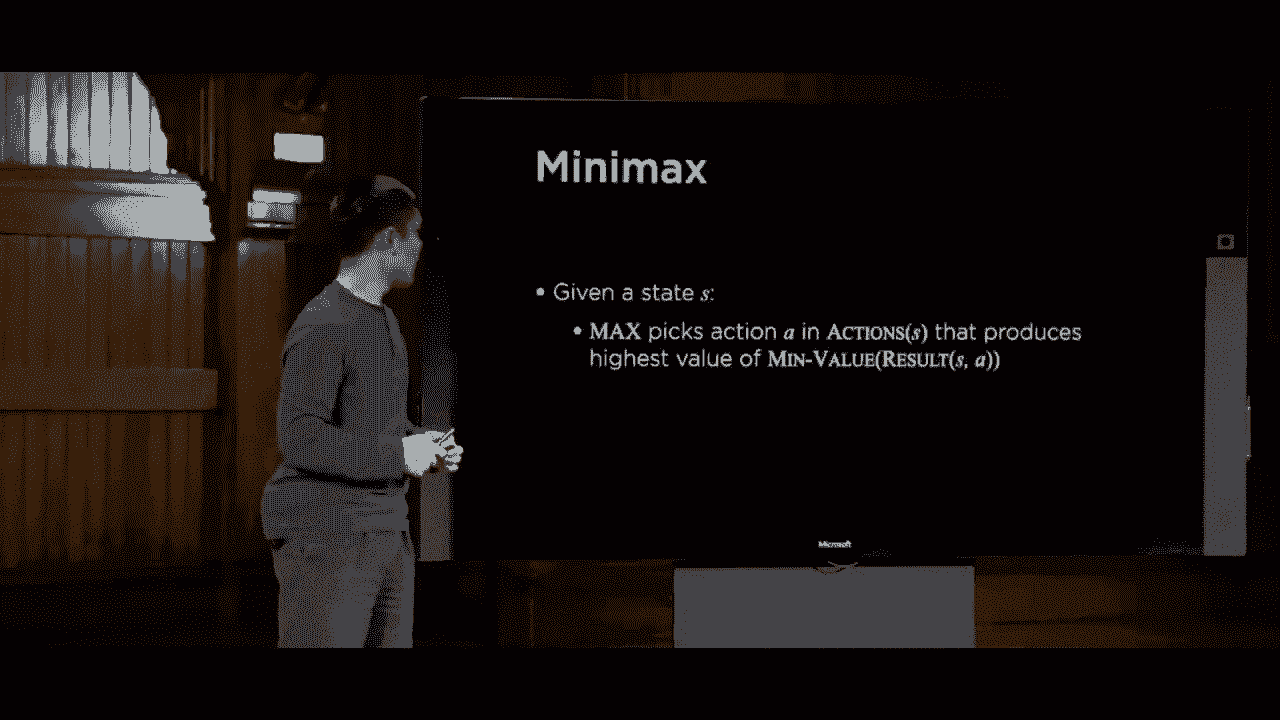 Minimax
• Given a state s:
• MAX picks action a in ACTIONS(s) that produces
highest value of MIN-VALUE(RESULT(s, a))
Microsoft